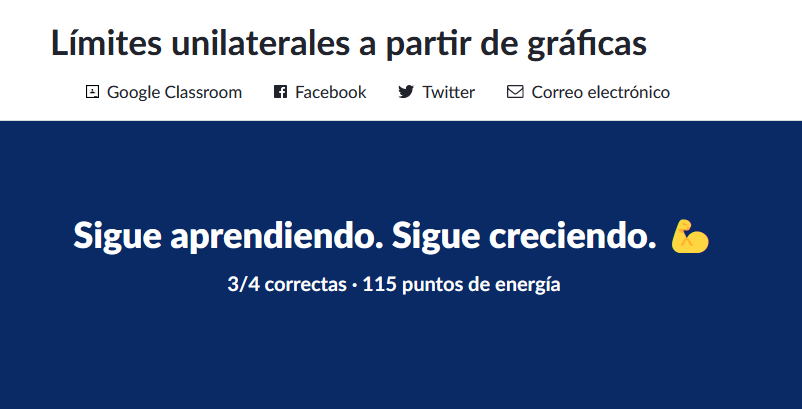 Límites unilaterales a partir de gráficas
Google Classroom Facebook Twitter Correo electrónico
Sigue aprendiendo. Sigue creciendo. 💪
3/4 correctas · 115 puntos de energía